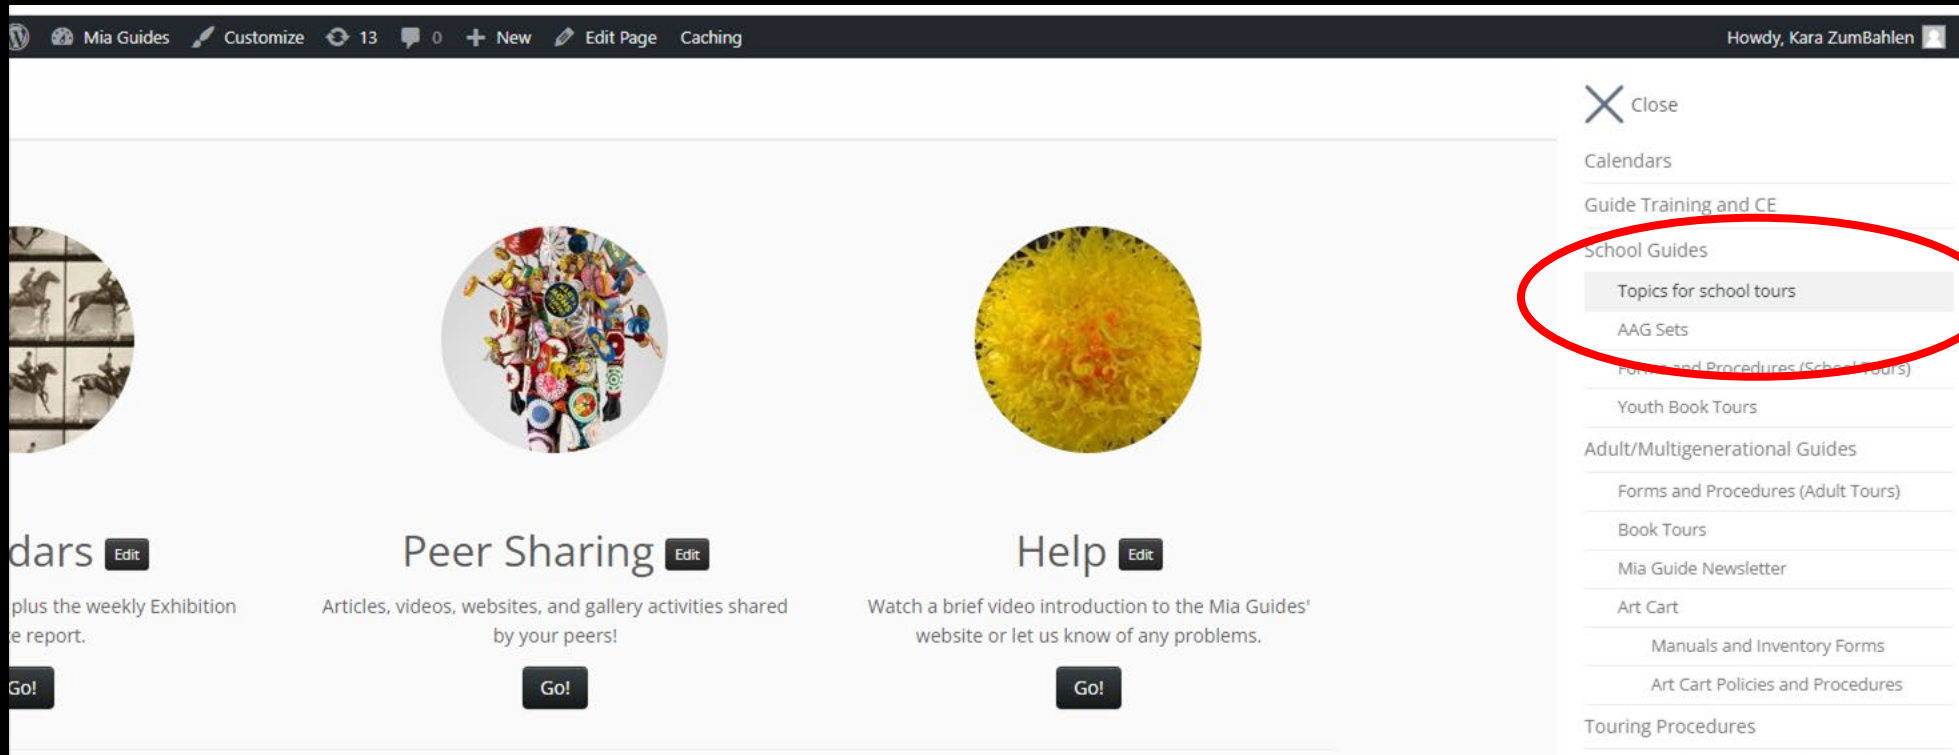 Mia Guides Customize 13 0 New Edit Page Caching Howdy, Kara ZumBahlen
Close
Calendars
Guide Training and CE
School Guides
Topics for school tours
AAG Sets
Forms and Procedures (School Tours)
Youth Book Tours
Adult/Multigenerational Guides
Forms and Procedures (Adult Tours)
Book Tours
Mia Guide Newsletter
Art Cart
Manuals and Inventory Forms
Art Cart Policies and Procedures
Touring Procedures
dars Edit
plus the weekly Exhibition
e report.
Go!
Peer Sharing Edit
Articles, videos, websites, and gallery activities shared
by your peers!
Go!
Help Edit
Watch a brief video introduction to the Mia Guides'
website or let us know of any problems.
Go!